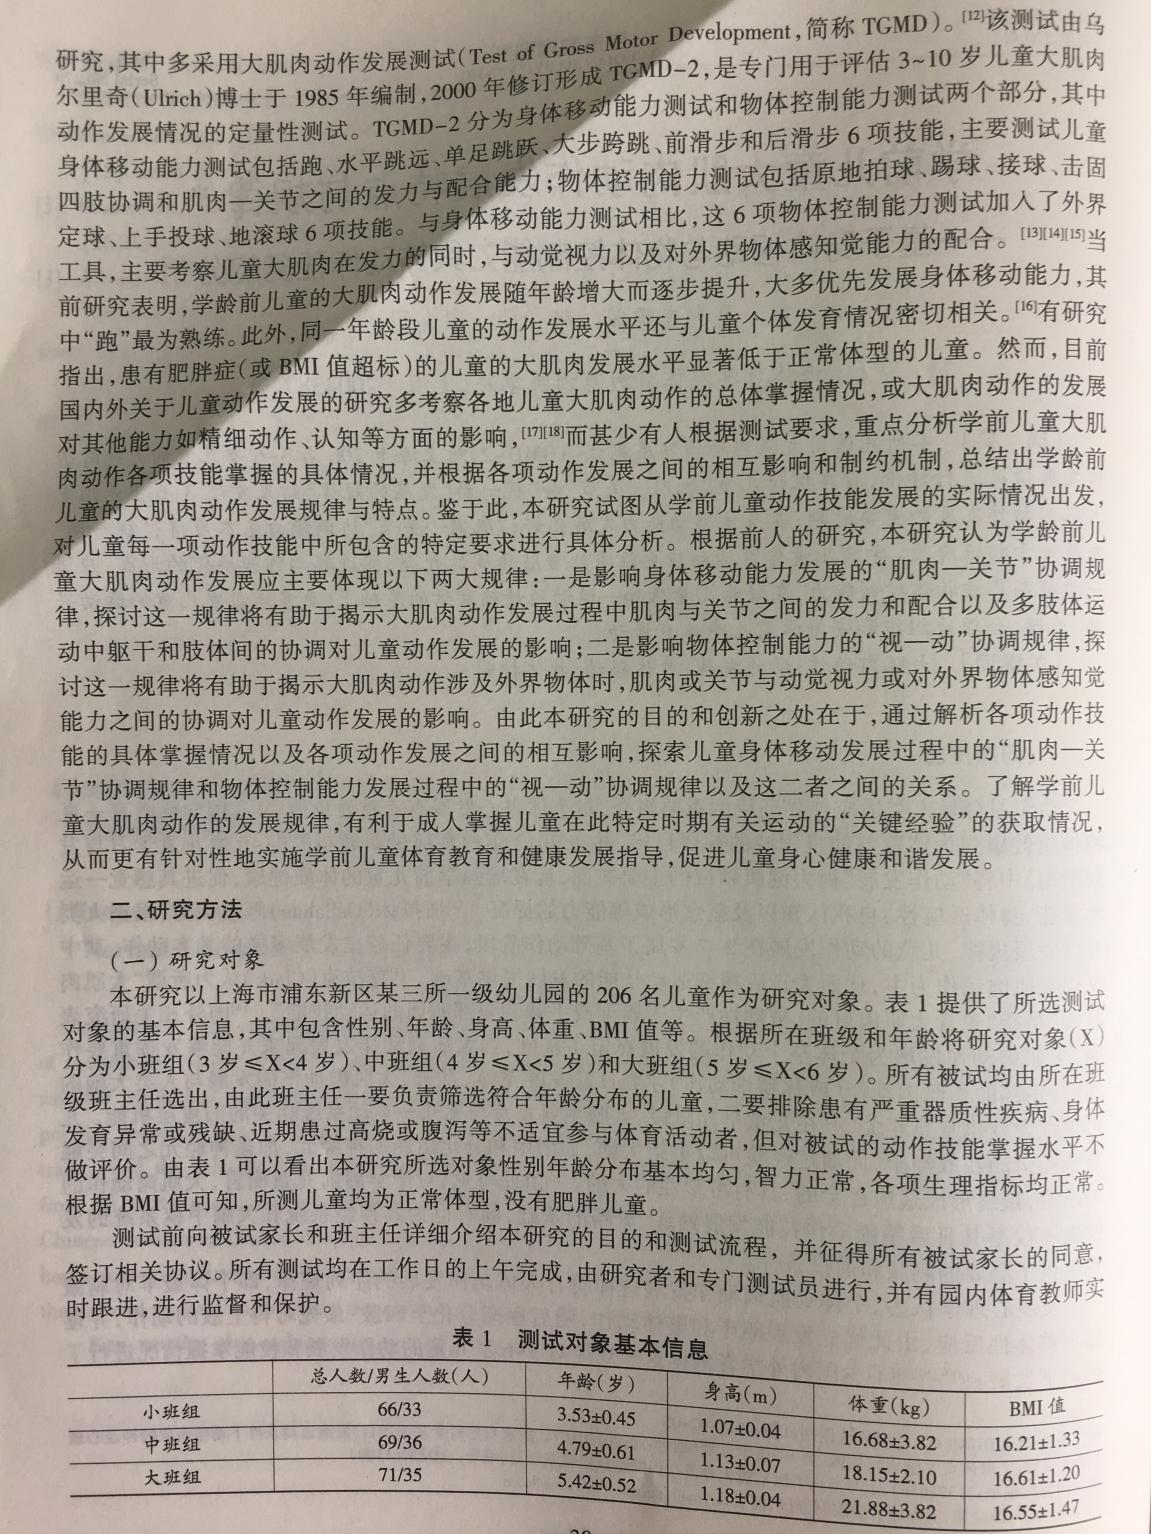 研究,其中多采用大肌肉动作发展测试(Test of Gross Motor Development,简称 TGMD)。[12]该测试由乌
尔里奇(Ulrich)博士于 1985 年编制,2000 年修订形成 TGMD-2,是专门用于评估 3~10 岁儿童大肌肉
动作发展情况的定量性测试。TGMD-2 分为身体移动能力测试和物体控制能力测试两个部分,其中
身体移动能力测试包括跑、水平跳远、单足跳跃、大步跨跳、前滑步和后滑步 6 项技能,主要测试儿童
四肢协调和肌肉—关节之间的发力与配合能力;物体控制能力测试包括原地拍球、踢球、接球、击固
定球、上手投球、地滚球 6 项技能。与身体移动能力测试相比,这 6 项物体控制能力测试加入了外界
工具,主要考察儿童大肌肉在发力的同时,与动觉视力以及对外界物体感知觉能力的配合。[13][14][15]当
前研究表明,学龄前儿童的大肌肉动作发展随年龄增大而逐步提升,大多优先发展身体移动能力,其
中“跑”最为熟练。此外,同一年龄段儿童的动作发展水平还与儿童个体发育情况密切相关。[16]有研究
指出,患有肥胖症(或 BMI 值超标)的儿童的大肌肉发展水平显著低于正常体型的儿童。然而,目前
国内外关于儿童动作发展的研究多考察各地儿童大肌肉动作的总体掌握情况,或大肌肉动作的发展
对其他能力如精细动作、认知等方面的影响,[17][18]而甚少有人根据测试要求,重点分析学前儿童大肌
肉动作各项技能掌握的具体情况,并根据各项动作发展之间的相互影响和制约机制,总结出学龄前
儿童的大肌肉动作发展规律与特点。鉴于此,本研究试图从学前儿童动作技能发展的实际情况出发,
对儿童每一项动作技能中所包含的特定要求进行具体分析。根据前人的研究,本研究认为学龄前儿
童大肌肉动作发展应主要体现以下两大规律:一是影响身体移动能力发展的“肌肉—关节”协调规
律,探讨这一规律将有助于揭示大肌肉动作发展过程中肌肉与关节之间的发力和配合以及多肢体运
动中躯干和肢体间的协调对儿童动作发展的影响;二是影响物体控制能力的“视—动”协调规律,探
讨这一规律将有助于揭示大肌肉动作涉及外界物体时,肌肉或关节与动觉视力或对外界物体感知觉
能力之间的协调对儿童动作发展的影响。由此本研究的目的和创新之处在于,通过解析各项动作技
能的具体掌握情况以及各项动作发展之间的相互影响,探索儿童身体移动发展过程中的“肌肉—关
节”协调规律和物体控制能力发展过程中的“视—动”协调规律以及这二者之间的关系。了解学前儿
童大肌肉动作的发展规律,有利于成人掌握儿童在此特定时期有关运动的“关键经验”的获取情况,
从而更有针对性地实施学前儿童体育教育和健康发展指导,促进儿童身心健康和谐发展。
二、研究方法
(一)研究对象
本研究以上海市浦东新区某三所一级幼儿园的 206 名儿童作为研究对象。表 1 提供了所选测试
对象的基本信息,其中包含性别、年龄、身高、体重、BMI 值等。根据所在班级和年龄将研究对象(X)
分为小班组(3 岁≤X<4 岁)、中班组(4 岁≤X<5 岁)和大班组(5 岁≤X<6 岁)。所有被试均由所在班
级班主任选出,由此班主任一要负责筛选符合年龄分布的儿童,二要排除患有严重器质性疾病、身体
发育异常或残缺、近期患过高烧或腹泻等不适宜参与体育活动者,但对被试的动作技能掌握水平不
做评价。由表 1 可以看出本研究所选对象性别年龄分布基本均匀,智力正常,各项生理指标均正常。
根据 BMI 值可知,所测儿童均为正常体型,没有肥胖儿童。
测试前向被试家长和班主任详细介绍本研究的目的和测试流程,并征得所有被试家长的同意,
签订相关协议。所有测试均在工作日的上午完成,由研究者和专门测试员进行,并有园内体育教师实
时跟进,进行监督和保护。
表 1 测试对象基本信息
总人数/男生人数(人) 年龄(岁) 身高(m) 体重(kg) BMI 值
小班组 66/33 3.53±0.45 1.07±0.04 16.68±3.82 16.21±1.33
中班组 69/36 4.79±0.61 1.13±0.07 18.15±2.10 16.61±1.20
大班组 71/35 5.42±0.52 1.18±0.04 21.88±3.82 16.55±1.47